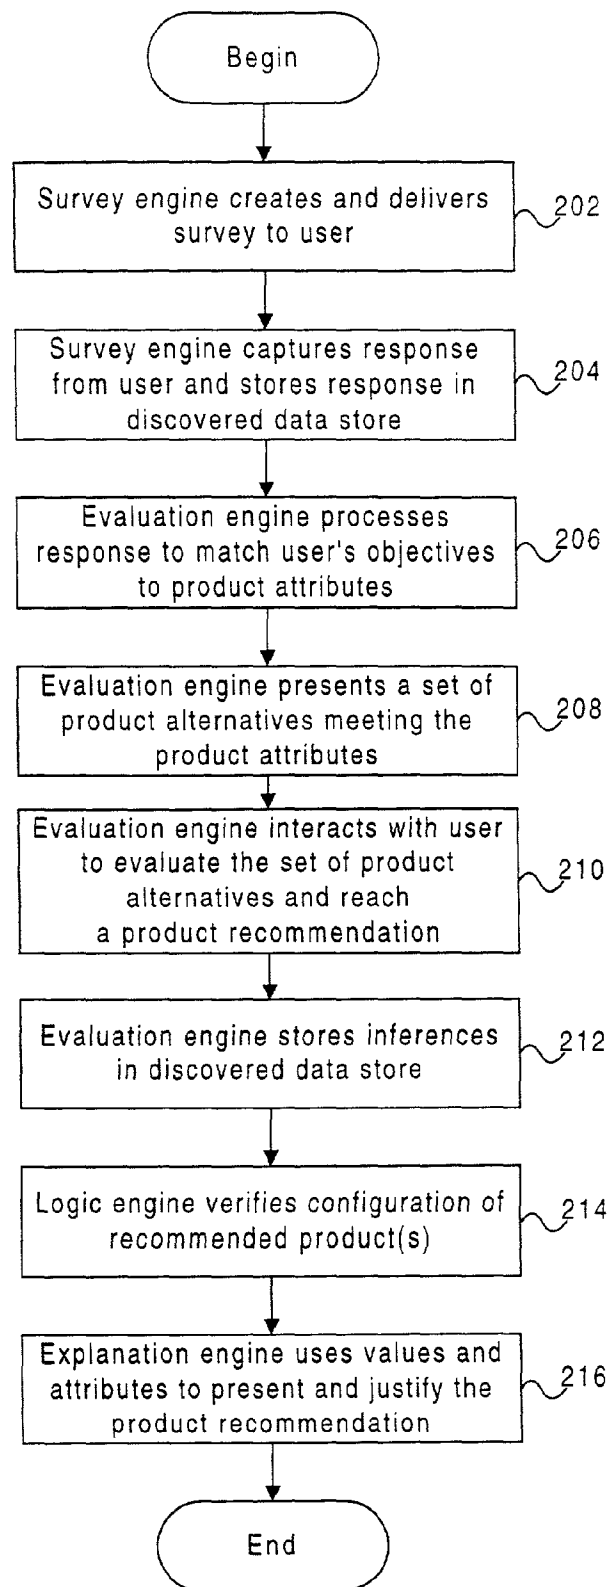 Begin
Survey engine creates and delivers
survey to user
202
Survey engine captures response
from user and stores response in
discovered data store
204
Evaluation engine processes
response to match user's objectives
to product attributes
206
Evaluation engine presents a set of
product alternatives meeting the
product attributes
208
Evaluation engine interacts with user
to evaluate the set of product
alternatives and reach
a product recommendation
210
Evaluation engine stores inferences
in discovered data store
212
Logic engine verifies configuration of
recommended product(s)
214
Explanation engine uses values and
attributes to present and justify the
product recommendation
216
End